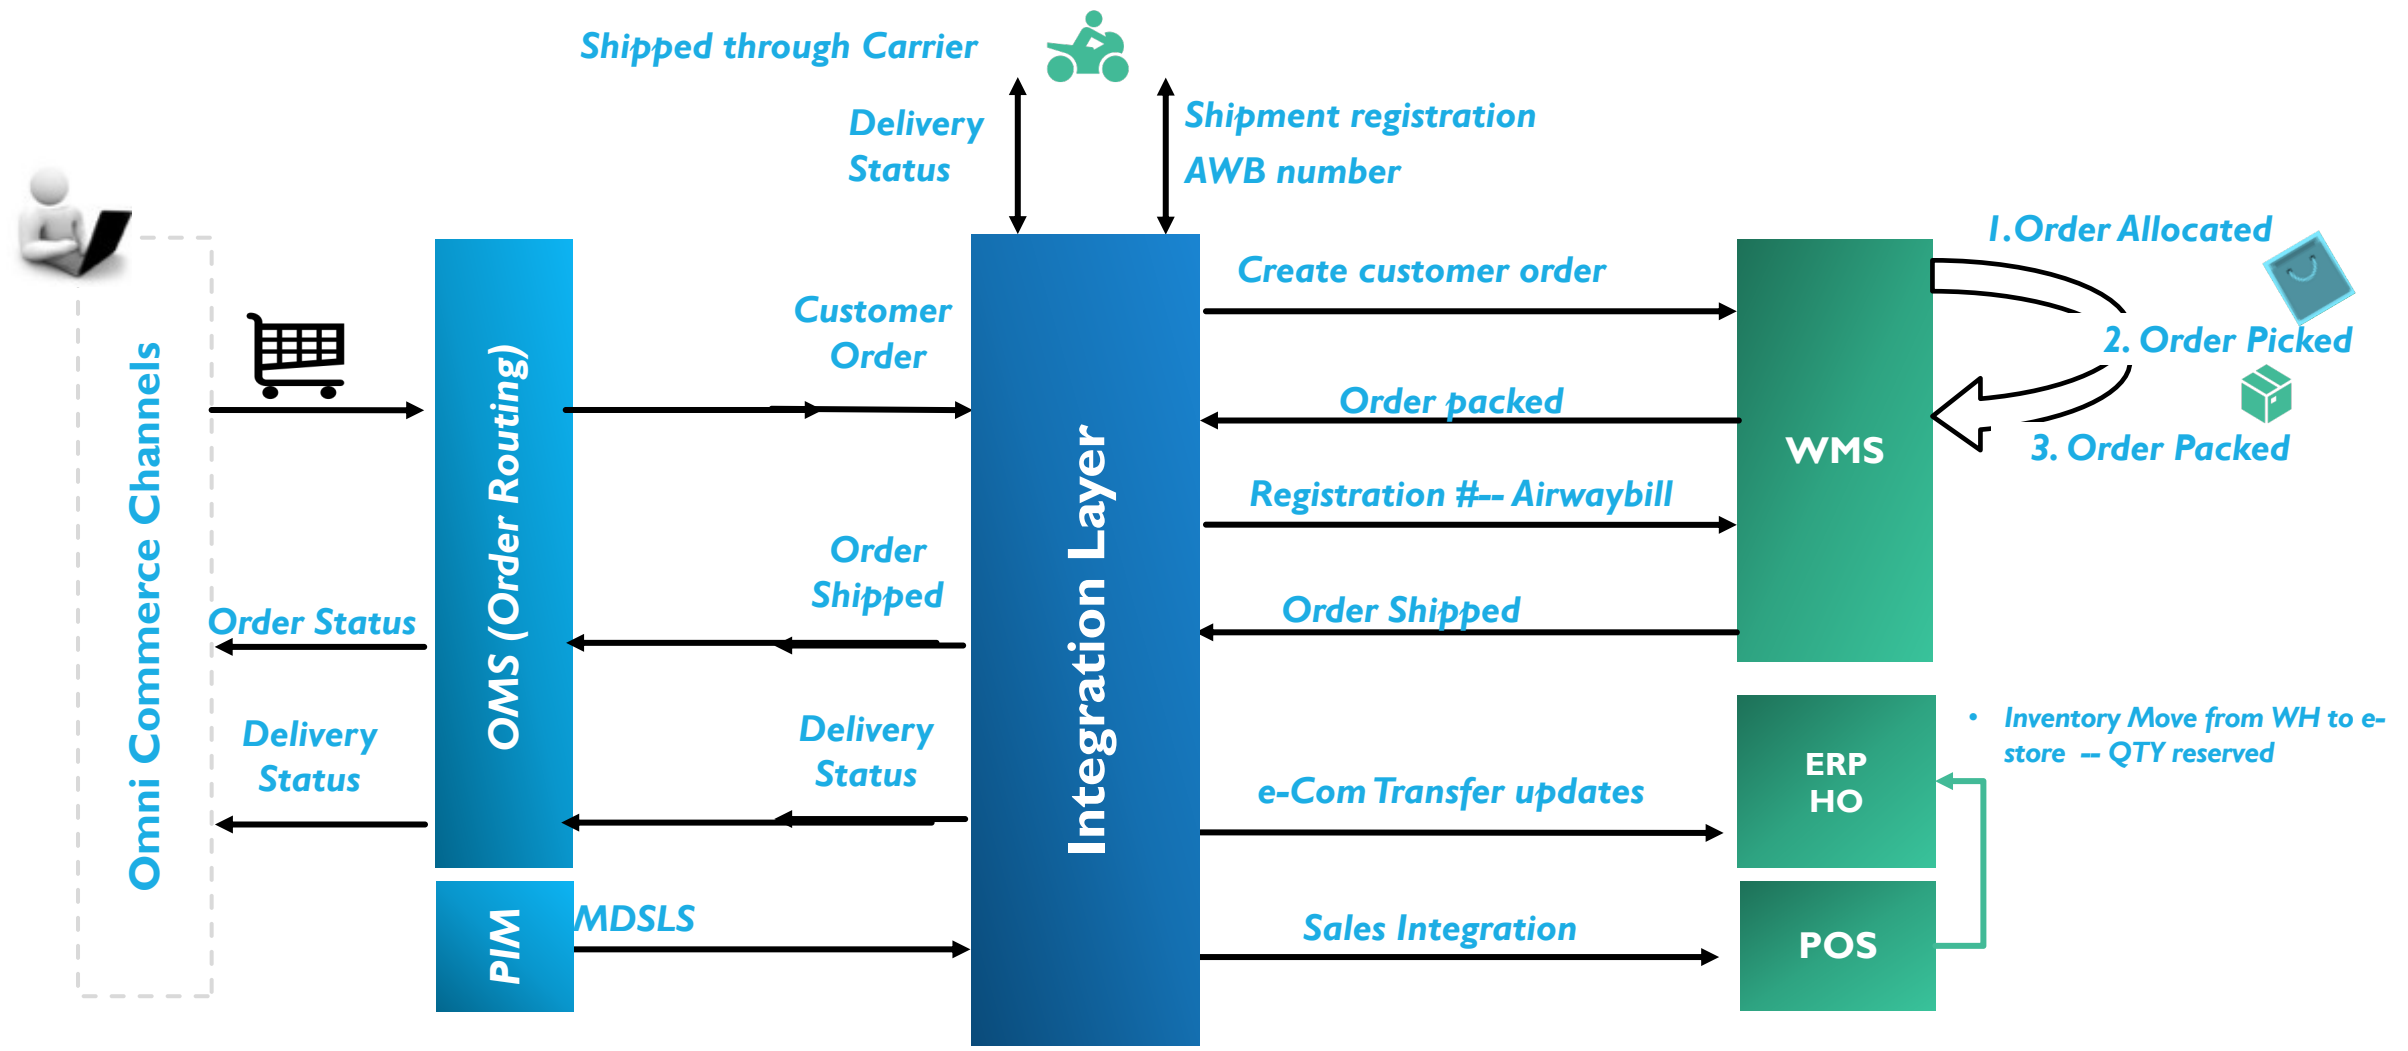 Shipped through Carrier
Delivery
Status
Shipment registration
AWB number
Omni Commerce Channels
OMS (Order Routing)
Customer
Order
Integration Layer
Create customer order
WMS
1.Order Allocated
2. Order Picked
3. Order Packed
Order packed
Registration #-- Airwaybill
Order
Shipped
Order Shipped
Order Status
Delivery
Status
Delivery
Status
e-Com Transfer updates
ERP
HO
• Inventory Move from WH to e-
store -- QTY reserved
PIM
MDSLS
Sales Integration
POS